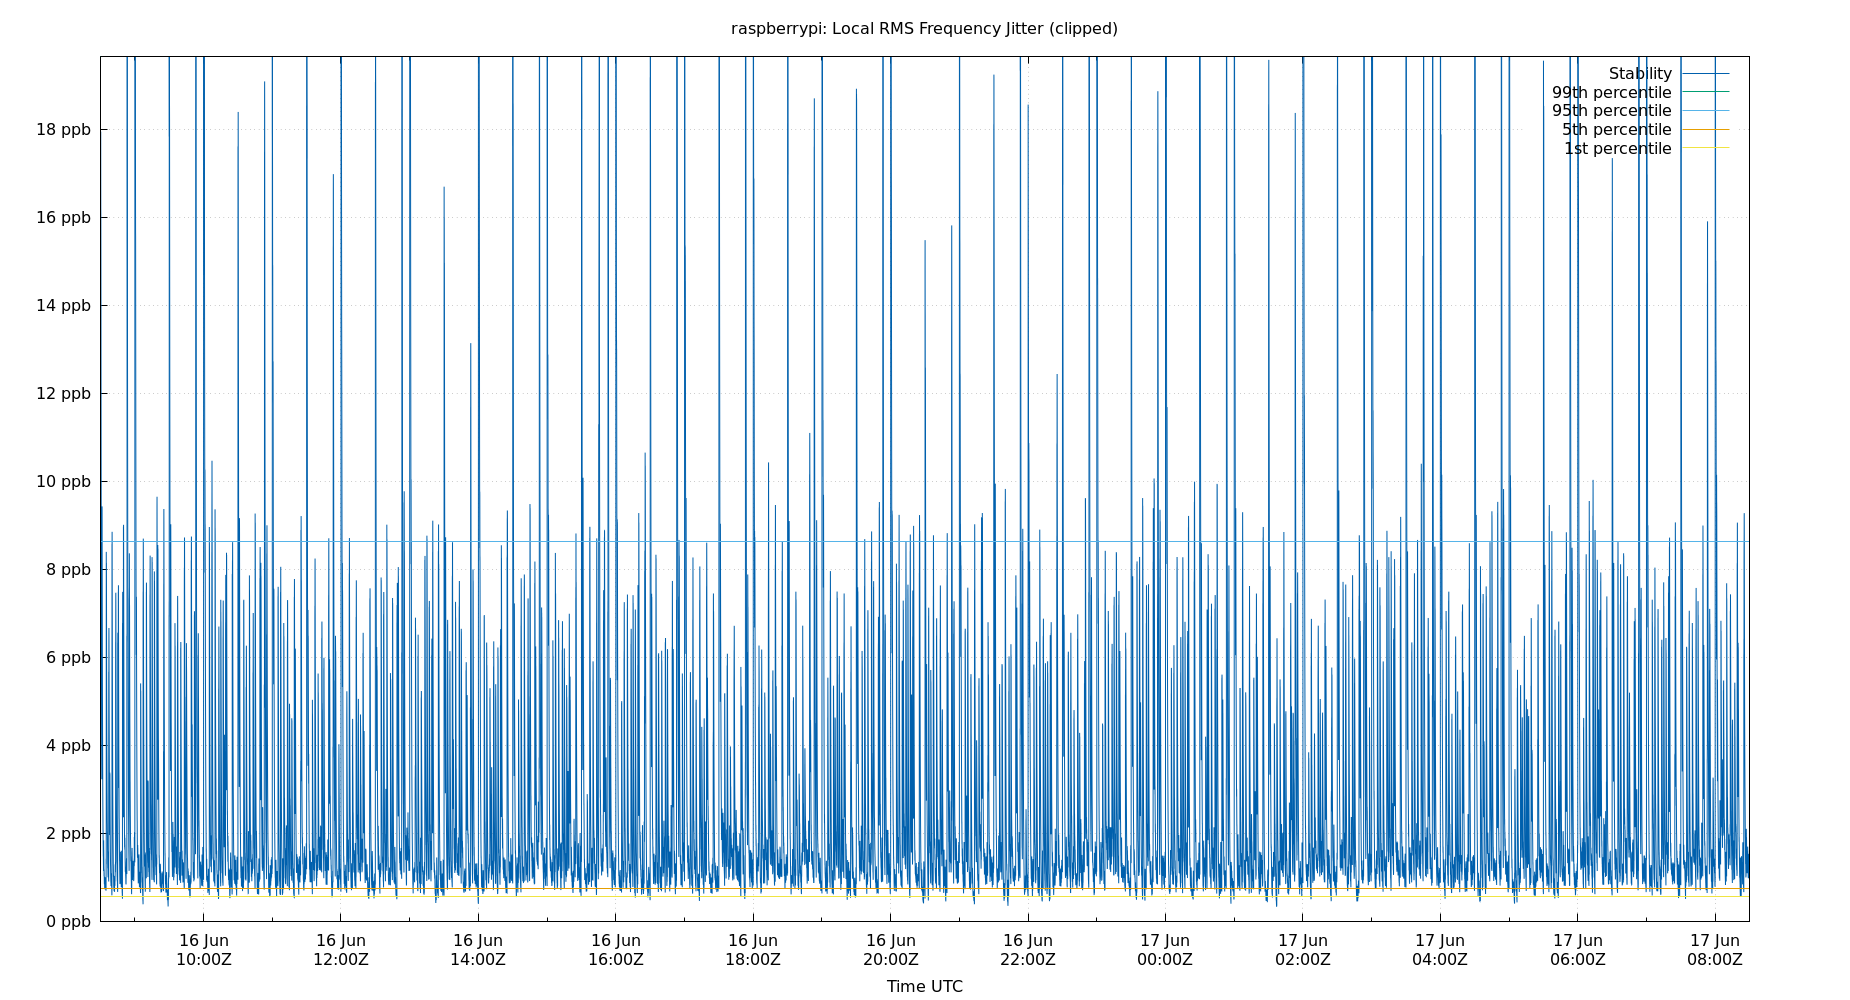 raspberrypi: Local RMS Frequency Jitter (clipped)
Stability
99th percentile
95th percentile
5th percentile
1st percentile
18 ppb
16 ppb
14 ppb
12 ppb
10 ppb
8 ppb
6 ppb
4 ppb
2 ppb
0 ppb
16 Jun 16 Jun 16 Jun 16 Jun 16 Jun 16 Jun 16 Jun 17 Jun 17 Jun 17 Jun 17 Jun 17 Jun
10:00Z 12:00Z 14:00Z 16:00Z 18:00Z 20:00Z 22:00Z 00:00Z 02:00Z 04:00Z 06:00Z 08:00Z
Time UTC